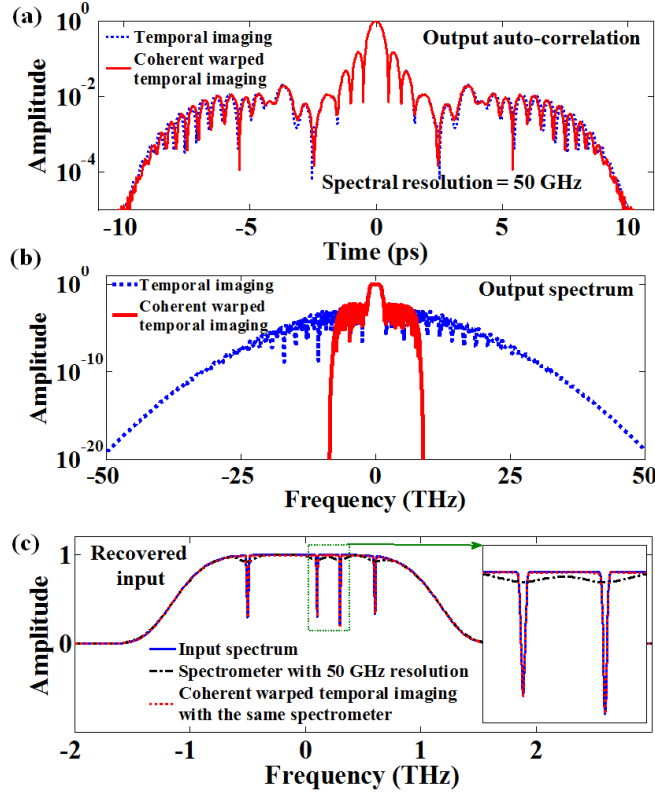 (a)
10^0
10^-2
10^-4
Amplitude
Temporal imaging
Coherent warped
temporal imaging
Output auto-correlation
Spectral resolution = 50 GHz
-10 -5 0 5 10
Time (ps)
(b)
10^0
10^-10
10^-20
Amplitude
Temporal imaging
Coherent warped
temporal imaging
Output spectrum
-50 -25 0 25 50
Frequency (THz)
(c)
1
0
Amplitude
Recovered
input
Input spectrum
Spectrometer with 50 GHz resolution
Coherent warped temporal imaging
with the same spectrometer
-2 -1 0 1 2
Frequency (THz)